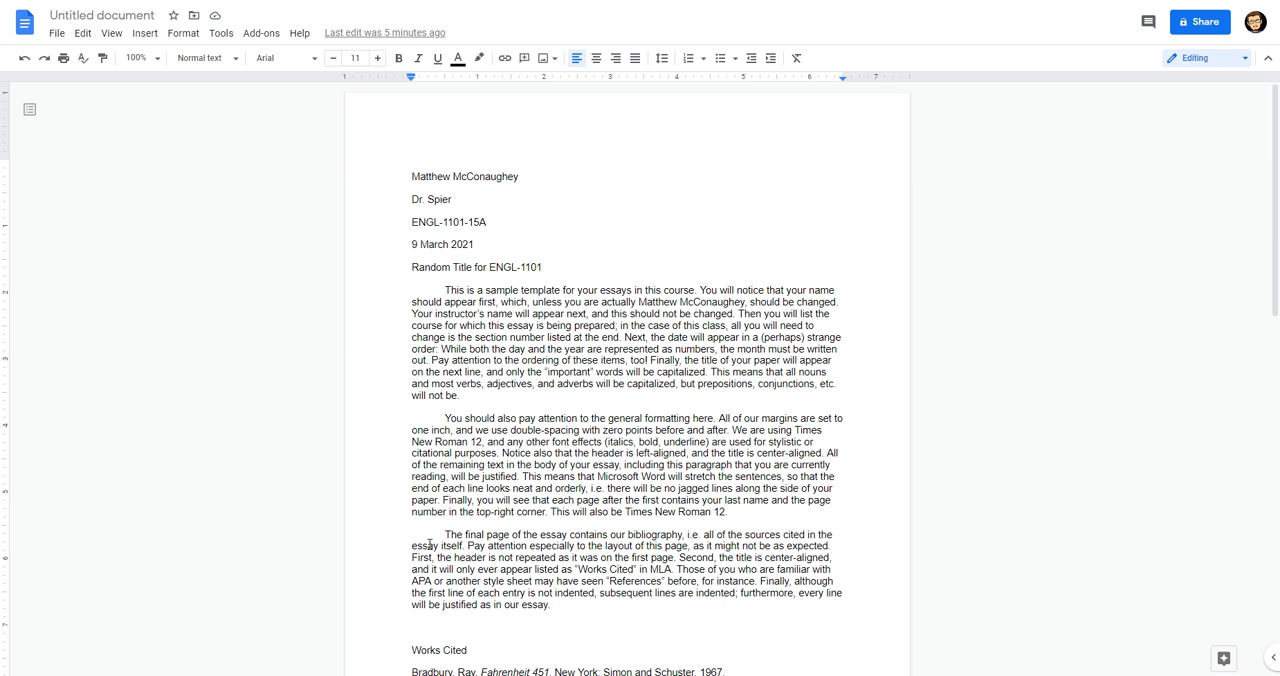 Untitled document
File Edit View Insert Format Tools Add-ons Help Last edit was 5 minutes ago
Share
100% Normal text Arial 11 B I U A Editing
1 1 2 3 4 5 6 7
Matthew McConaughey
Dr. Spier
ENGL-1101-15A
9 March 2021
Random Title for ENGL-1101
This is a sample template for your essays in this course. You will notice that your name
should appear first, which, unless you are actually Matthew McConaughey, should be changed.
Your instructor's name will appear next, and this should not be changed. Then you will list the
course for which this essay is being prepared; in the case of this class, all you will need to
change is the section number listed at the end. Next, the date will appear in a (perhaps) strange
order: While both the day and the year are represented as numbers, the month must be written
out. Pay attention to the ordering of these items, too! Finally, the title of your paper will appear
on the next line, and only the “important” words will be capitalized. This means that all nouns
and most verbs, adjectives, and adverbs will be capitalized, but prepositions, conjunctions, etc.
will not be.
You should also pay attention to the general formatting here. All of our margins are set to
one inch, and we use double-spacing with zero points before and after. We are using Times
New Roman 12, and any other font effects (italics, bold, underline) are used for stylistic or
citational purposes. Notice also that the header is left-aligned, and the title is center-aligned. All
of the remaining text in the body of your essay, including this paragraph that you are currently
reading, will be justified. This means that Microsoft Word will stretch the sentences, so that the
end of each line looks neat and orderly, i.e. there will be no jagged lines along the side of your
paper. Finally, you will see that each page after the first contains your last name and the page
number in the top-right corner. This will also be Times New Roman 12.
The final page of the essay contains our bibliography, i.e. all of the sources cited in the
essay itself. Pay attention especially to the layout of this page, as it might not be as expected.
First, the header is not repeated as it was on the first page. Second, the title is center-aligned,
and it will only ever appear listed as “Works Cited” in MLA. Those of you who are familiar with
APA or another style sheet may have seen “References” before, for instance. Finally, although
the first line of each entry is not indented, subsequent lines are indented; furthermore, every line
will be justified as in our essay.
Works Cited
Bradbury, Ray. Fahrenheit 451. New York: Simon and Schuster, 1967.